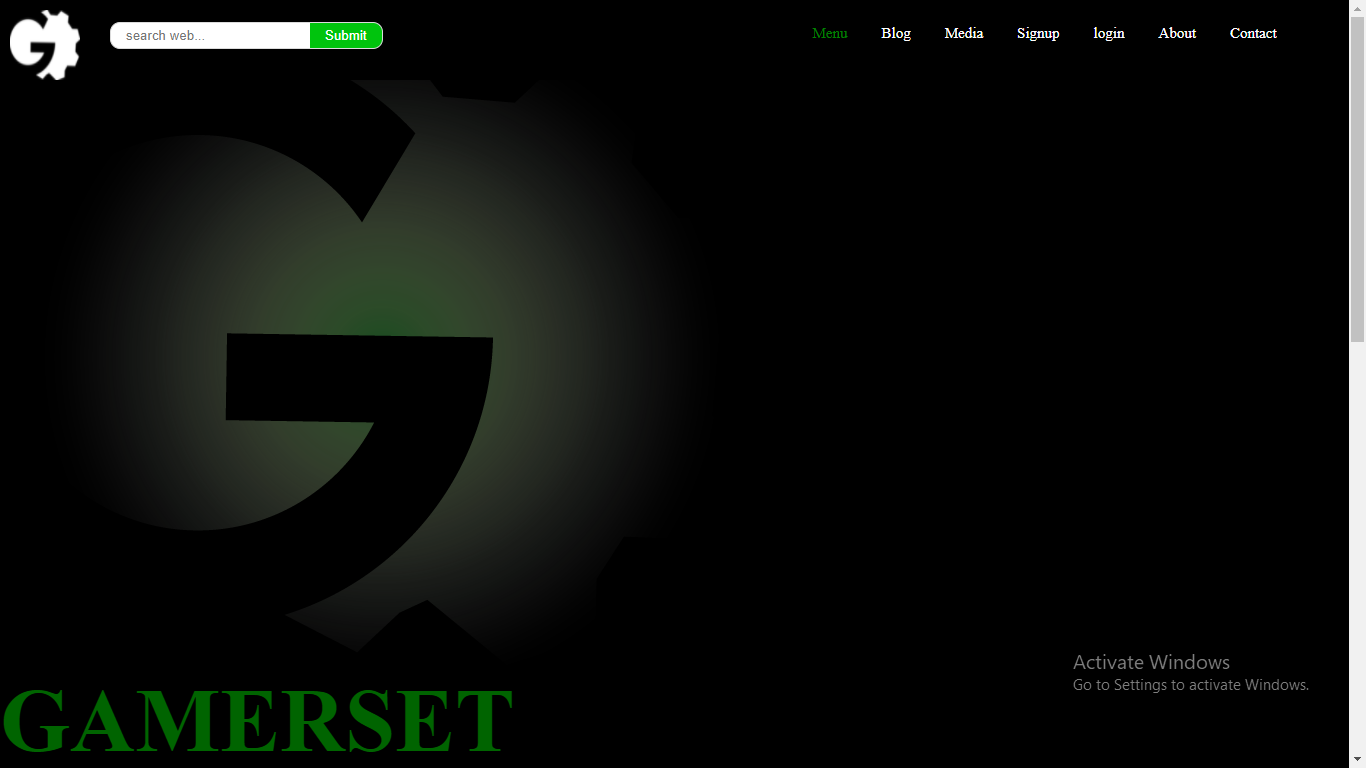 search web...
Submit
Menu Blog Media Signup login About Contact
Activate Windows
Go to Settings to activate Windows.
GAMERSET